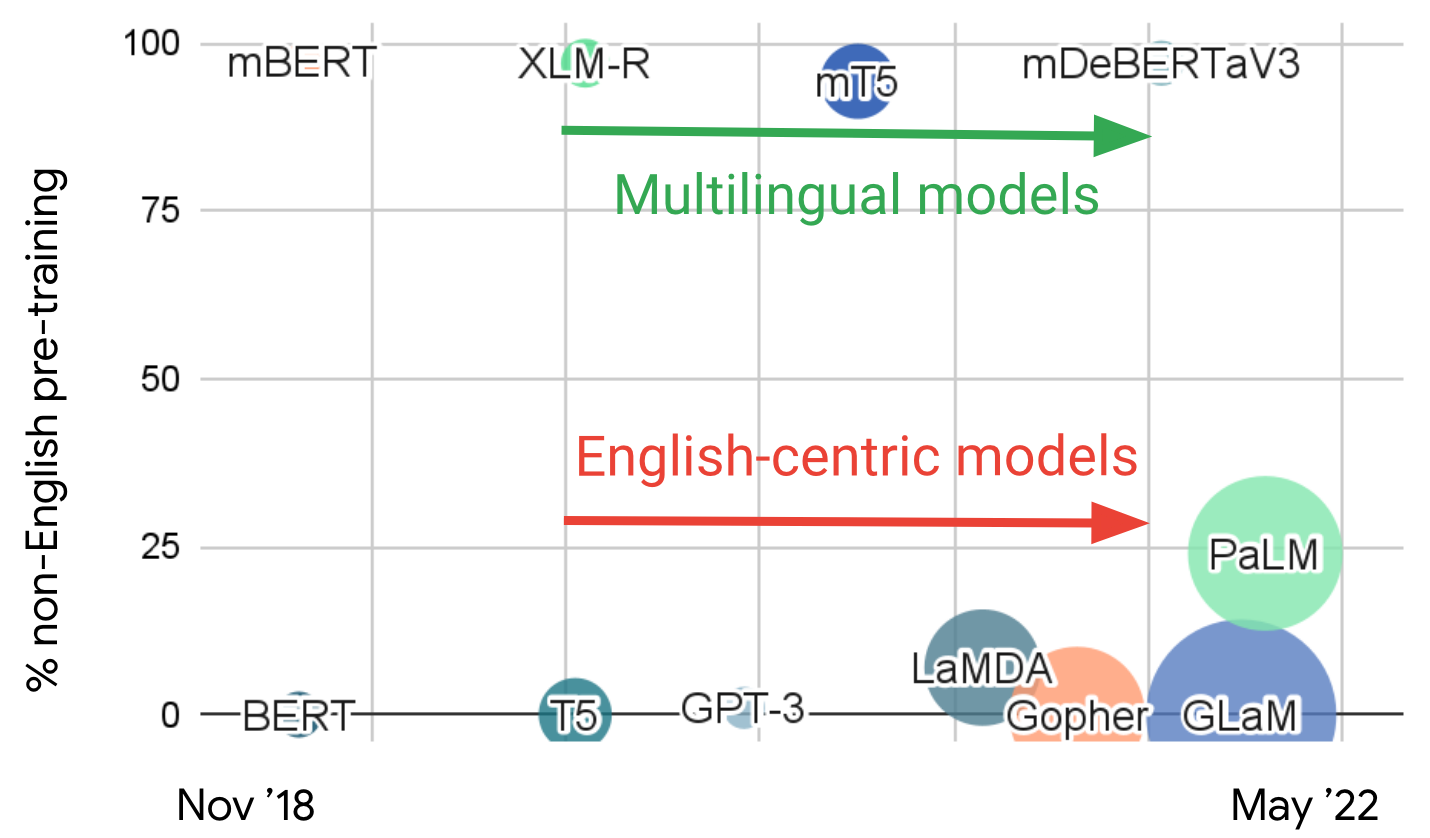 100
mBERT
XLM-R
mT5
mDeBERTaV3
Multilingual models
75
% non-English pre-training
50
English-centric models
25
PaLM
LaMDA
0
BERT
T5
GPT-3
Gopher
GLaM
Nov ’18
May ’22